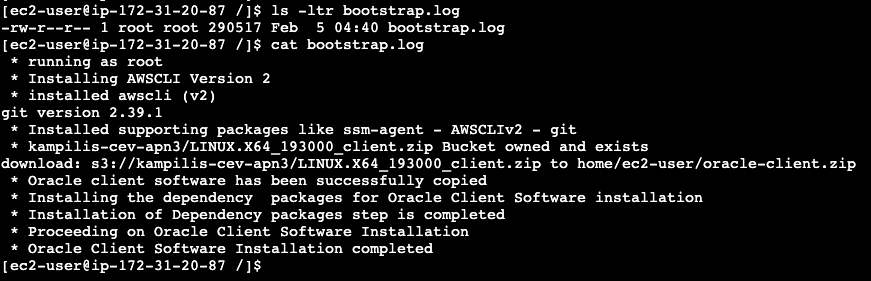 [ec2-user@ip-172-31-20-87 /]$ ls -ltr bootstrap.log
-rw-r--r-- 1 root root 290517 Feb  5 04:40 bootstrap.log
[ec2-user@ip-172-31-20-87 /]$ cat bootstrap.log
 * running as root
 * Installing AWSCLI Version 2
 * installed awscli (v2)
git version 2.39.1
 * Installed supporting packages like ssm-agent - AWSCLIv2 - git
 * kampilis-cev-apn3/LINUX.X64_193000_client.zip Bucket owned and exists
download: s3://kampilis-cev-apn3/LINUX.X64_193000_client.zip to home/ec2-user/oracle-client.zip
 * Oracle client software has been successfully copied
 * Installing the dependency  packages for Oracle Client Software installation
 * Installation of Dependency packages step is completed
 * Proceeding on Oracle Client Software Installation
 * Oracle Client Software Installation completed
[ec2-user@ip-172-31-20-87 /]$